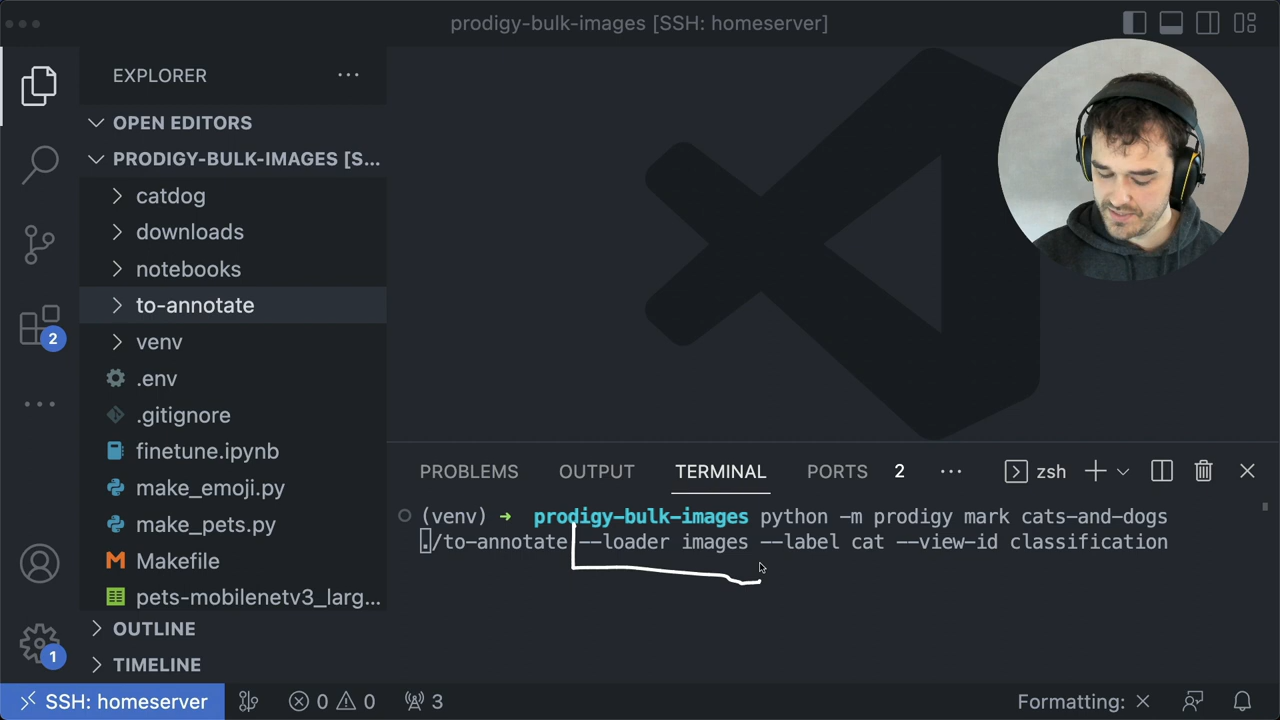 prodigy-bulk-images [SSH: homeserver]
EXPLORER
OPEN EDITORS
PRODIGY-BULK-IMAGES [S...
catdog
downloads
notebooks
to-annotate
venv
.env
.gitignore
finetune.ipynb
make_emoji.py
make_pets.py
Makefile
pets-mobilenetv3_larg...
OUTLINE
TIMELINE
2
1
PROBLEMS OUTPUT TERMINAL PORTS 2 ... zsh
(venv) → prodigy-bulk-images python -m prodigy mark cats-and-dogs
./to-annotate --loader images --label cat --view-id classification
SSH: homeserver 0 0 3 Formatting: ×